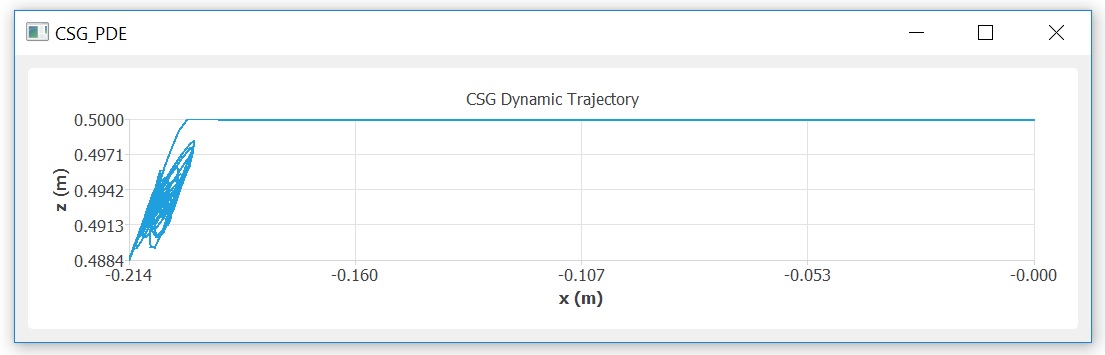 CSG_PDE
CSG Dynamic Trajectory
0.5000
0.4971
0.4942
0.4913
0.4884
z (m)
-0.214 -0.160 -0.107 -0.053 -0.000
x (m)